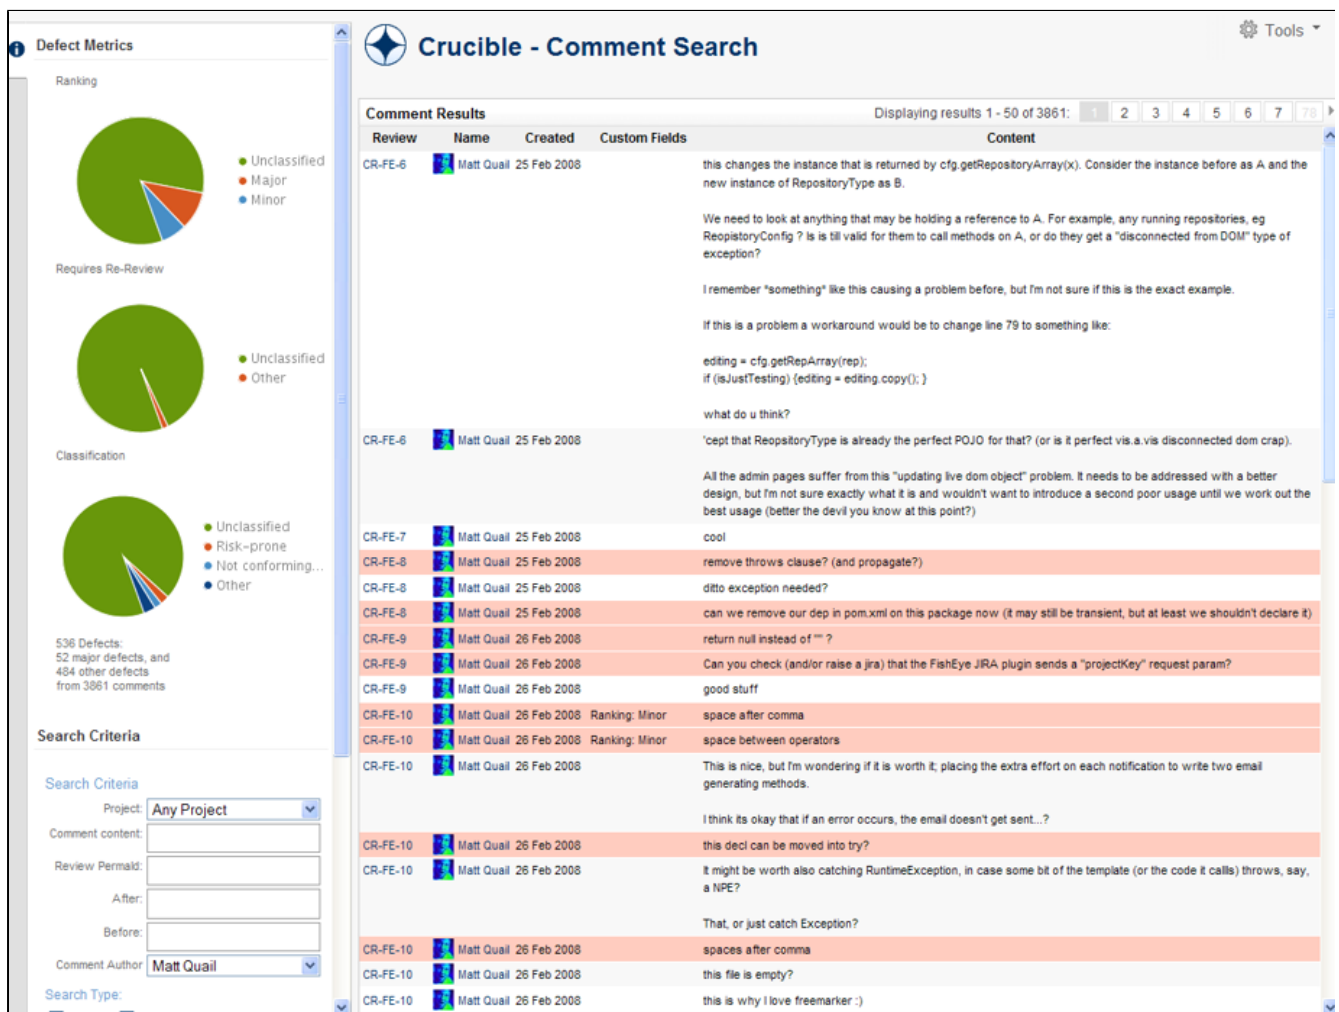 Defect Metrics
Ranking
Unclassified
Major
Minor
Requires Re-Review
Unclassified
Other
Classification
Unclassified
Risk-prone
Not conforming...
Other
536 Defects:
52 major defects, and
484 other defects
from 3861 comments
Search Criteria
Search Criteria
Project: Any Project
Comment content:
Review PermaId:
After:
Before:
Comment Author Matt Quail
Search Type:
Crucible - Comment Search
Tools
Comment Results Displaying results 1 - 50 of 3861: 1 2 3 4 5 6 7 78
Review Name Created Custom Fields Content
CR-FE-6 Matt Quail 25 Feb 2008 this changes the instance that is returned by cfg.getRepositoryArray(x). Consider the instance before as A and the
new instance of RepositoryType as B.
We need to look at anything that may be holding a reference to A. For example, any running repositories, eg
ReopistoryConfig ? Is is till valid for them to call methods on A, or do they get a "disconnected from DOM" type of
exception?
I remember *something* like this causing a problem before, but I'm not sure if this is the exact example.
If this is a problem a workaround would be to change line 79 to something like:
editing = cfg.getRepArray(rep);
if (isJustTesting) {editing = editing.copy(); }
what do u think?
CR-FE-6 Matt Quail 25 Feb 2008 'cept that ReopsitoryType is already the perfect POJO for that? (or is it perfect vis.a.vis disconnected dom crap).
All the admin pages suffer from this "updating live dom object" problem. It needs to be addressed with a better
design, but I'm not sure exactly what it is and wouldn't want to introduce a second poor usage until we work out the
best usage (better the devil you know at this point?)
CR-FE-7 Matt Quail 25 Feb 2008 cool
CR-FE-8 Matt Quail 25 Feb 2008 remove throws clause? (and propagate?)
CR-FE-8 Matt Quail 25 Feb 2008 ditto exception needed?
CR-FE-8 Matt Quail 25 Feb 2008 can we remove our dep in pom.xml on this package now (it may still be transient, but at least we shouldn't declare it)
CR-FE-9 Matt Quail 26 Feb 2008 return null instead of "" ?
CR-FE-9 Matt Quail 26 Feb 2008 Can you check (and/or raise a jira) that the FishEye JIRA plugin sends a "projectKey" request param?
CR-FE-9 Matt Quail 26 Feb 2008 good stuff
CR-FE-10 Matt Quail 26 Feb 2008 Ranking: Minor space after comma
CR-FE-10 Matt Quail 26 Feb 2008 Ranking: Minor space between operators
CR-FE-10 Matt Quail 26 Feb 2008 This is nice, but I'm wondering if it is worth it; placing the extra effort on each notification to write two email
generating methods.
I think its okay that if an error occurs, the email doesn't get sent...?
CR-FE-10 Matt Quail 26 Feb 2008 this decl can be moved into try?
CR-FE-10 Matt Quail 26 Feb 2008 It might be worth also catching RuntimeException, in case some bit of the template (or the code it callls) throws, say,
a NPE?
That, or just catch Exception?
CR-FE-10 Matt Quail 26 Feb 2008 spaces after comma
CR-FE-10 Matt Quail 26 Feb 2008 this file is empty?
CR-FE-10 Matt Quail 26 Feb 2008 this is why I love freemarker :)